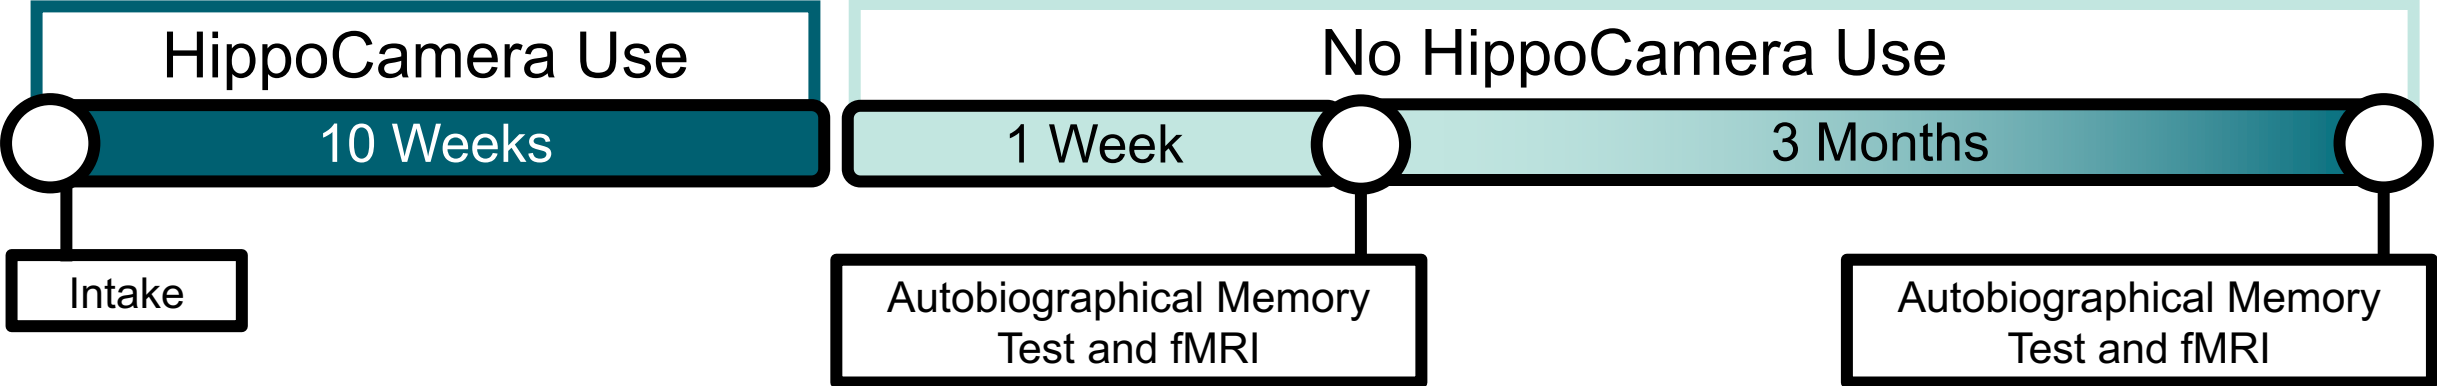 HippoCamera Use
No HippoCamera Use
10 Weeks
1 Week
3 Months
Intake
Autobiographical Memory
Test and fMRI
Autobiographical Memory
Test and fMRI